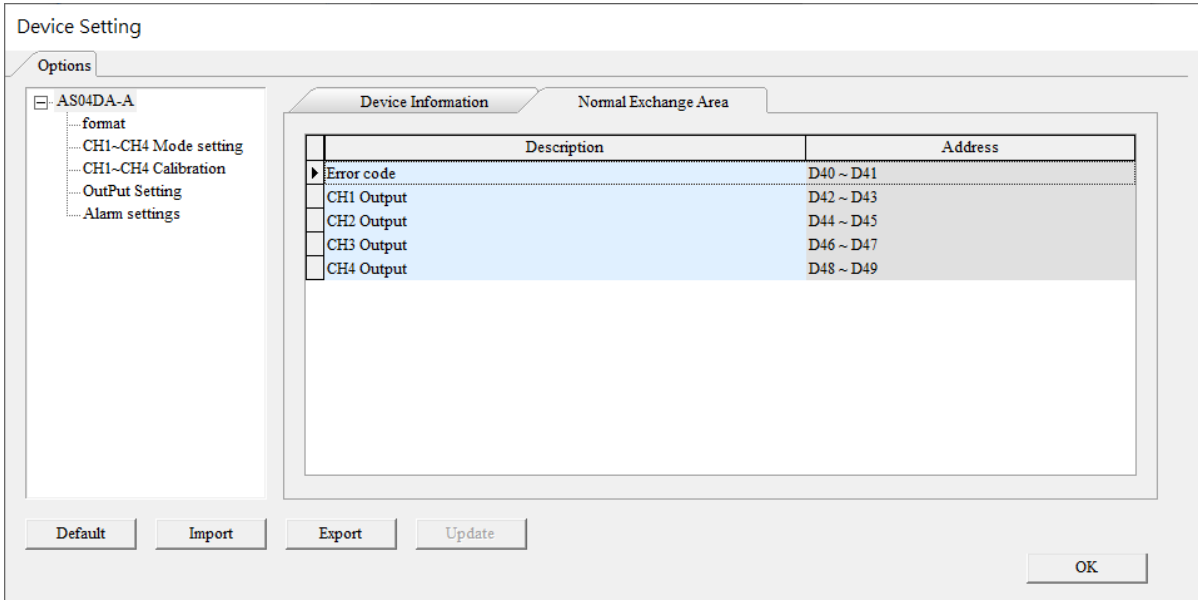 Device Setting
Options
AS04DA-A
format
CH1~CH4 Mode setting
CH1~CH4 Calibration
OutPut Setting
Alarm settings
Device Information Normal Exchange Area
Description Address
Error code D40 ~ D41
CH1 Output D42 ~ D43
CH2 Output D44 ~ D45
CH3 Output D46 ~ D47
CH4 Output D48 ~ D49
Default Import Export Update
OK